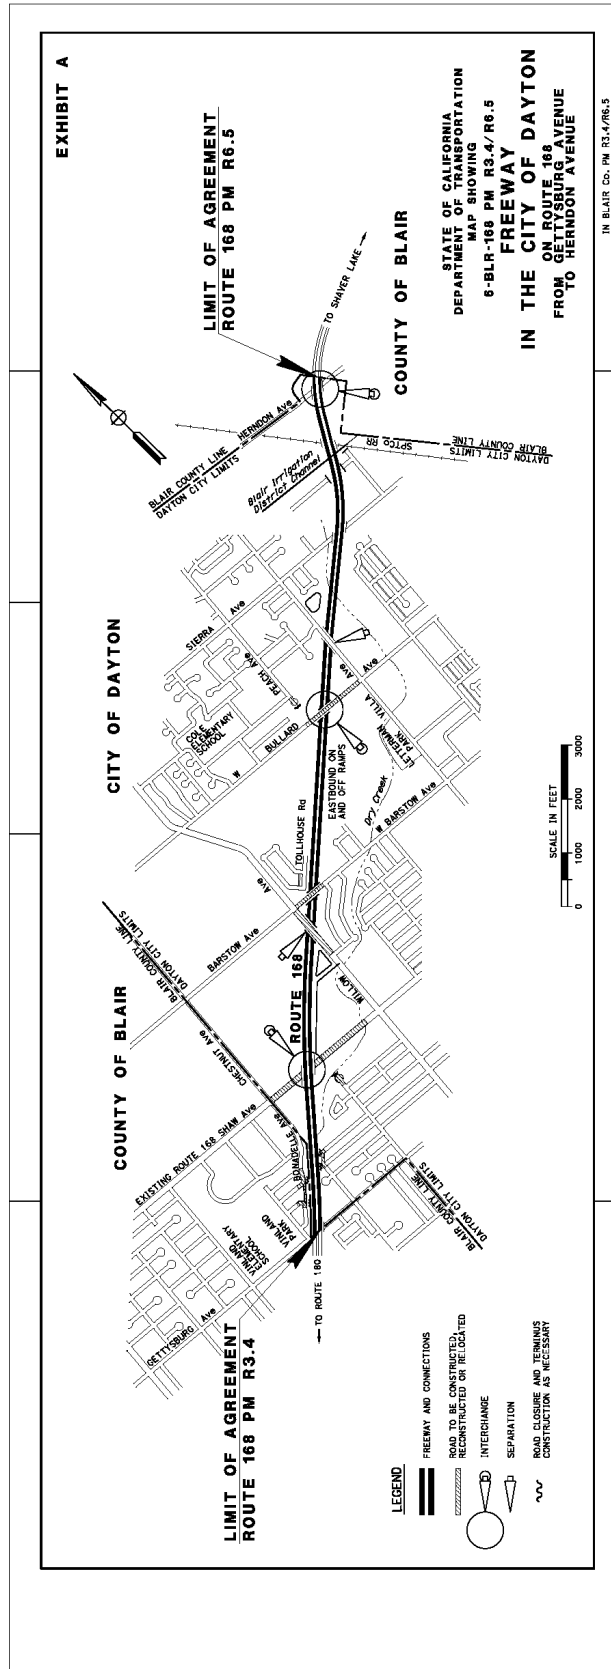 EXHIBIT A
LIMIT OF AGREEMENT
ROUTE 168 PM R6.5
STATE OF CALIFORNIA
DEPARTMENT OF TRANSPORTATION
MAP SHOWING
6-BLR-168 PM R3.4/R6.5
FREEWAY
IN THE CITY OF DAYTON
ON ROUTE 168
FROM GETTYSBURG AVENUE
TO HERNDON AVENUE
IN BLAIR CO. PM R3.4/R6.5
COUNTY OF BLAIR
TO SHAVER LAKE
HERNDON Ave
BLAIR COUNTY LINE
DAYTON CITY LIMITS
Blair Irrigation
District Channel
SPTCo RR
DAYTON CITY LIMITS
BLAIR COUNTY LINE
CITY OF DAYTON
SIERRA Ave
PEACH Ave
COLE
ELEMENTARY
SCHOOL
W BULLARD Ave
LETTERMAN
PARK
VILLA Ave
EASTBOUND ON
AND OFF RAMPS
Dry Creek
W BARSTOW Ave
TOLLHOUSE Rd
WILLOW Ave
BARSTOW Ave
ROUTE 168
BLAIR COUNTY LINE
DAYTON CITY LIMITS
CHESTNUT Ave
COUNTY OF BLAIR
EXISTING ROUTE 168 SHAW Ave
BONADELLE Ave
VINLAND
PARK
VINLAND
ELEMENTARY
SCHOOL
GETTYSBURG Ave
BLAIR COUNTY LINE
DAYTON CITY LIMITS
TO ROUTE 180
LIMIT OF AGREEMENT
ROUTE 168 PM R3.4
SCALE IN FEET
0 1000 2000 3000
LEGEND
FREEWAY AND CONNECTIONS
ROAD TO BE CONSTRUCTED,
RECONSTRUCTED OR RELOCATED
INTERCHANGE
SEPARATION
ROAD CLOSURE AND TERMINUS
CONSTRUCTION AS NECESSARY